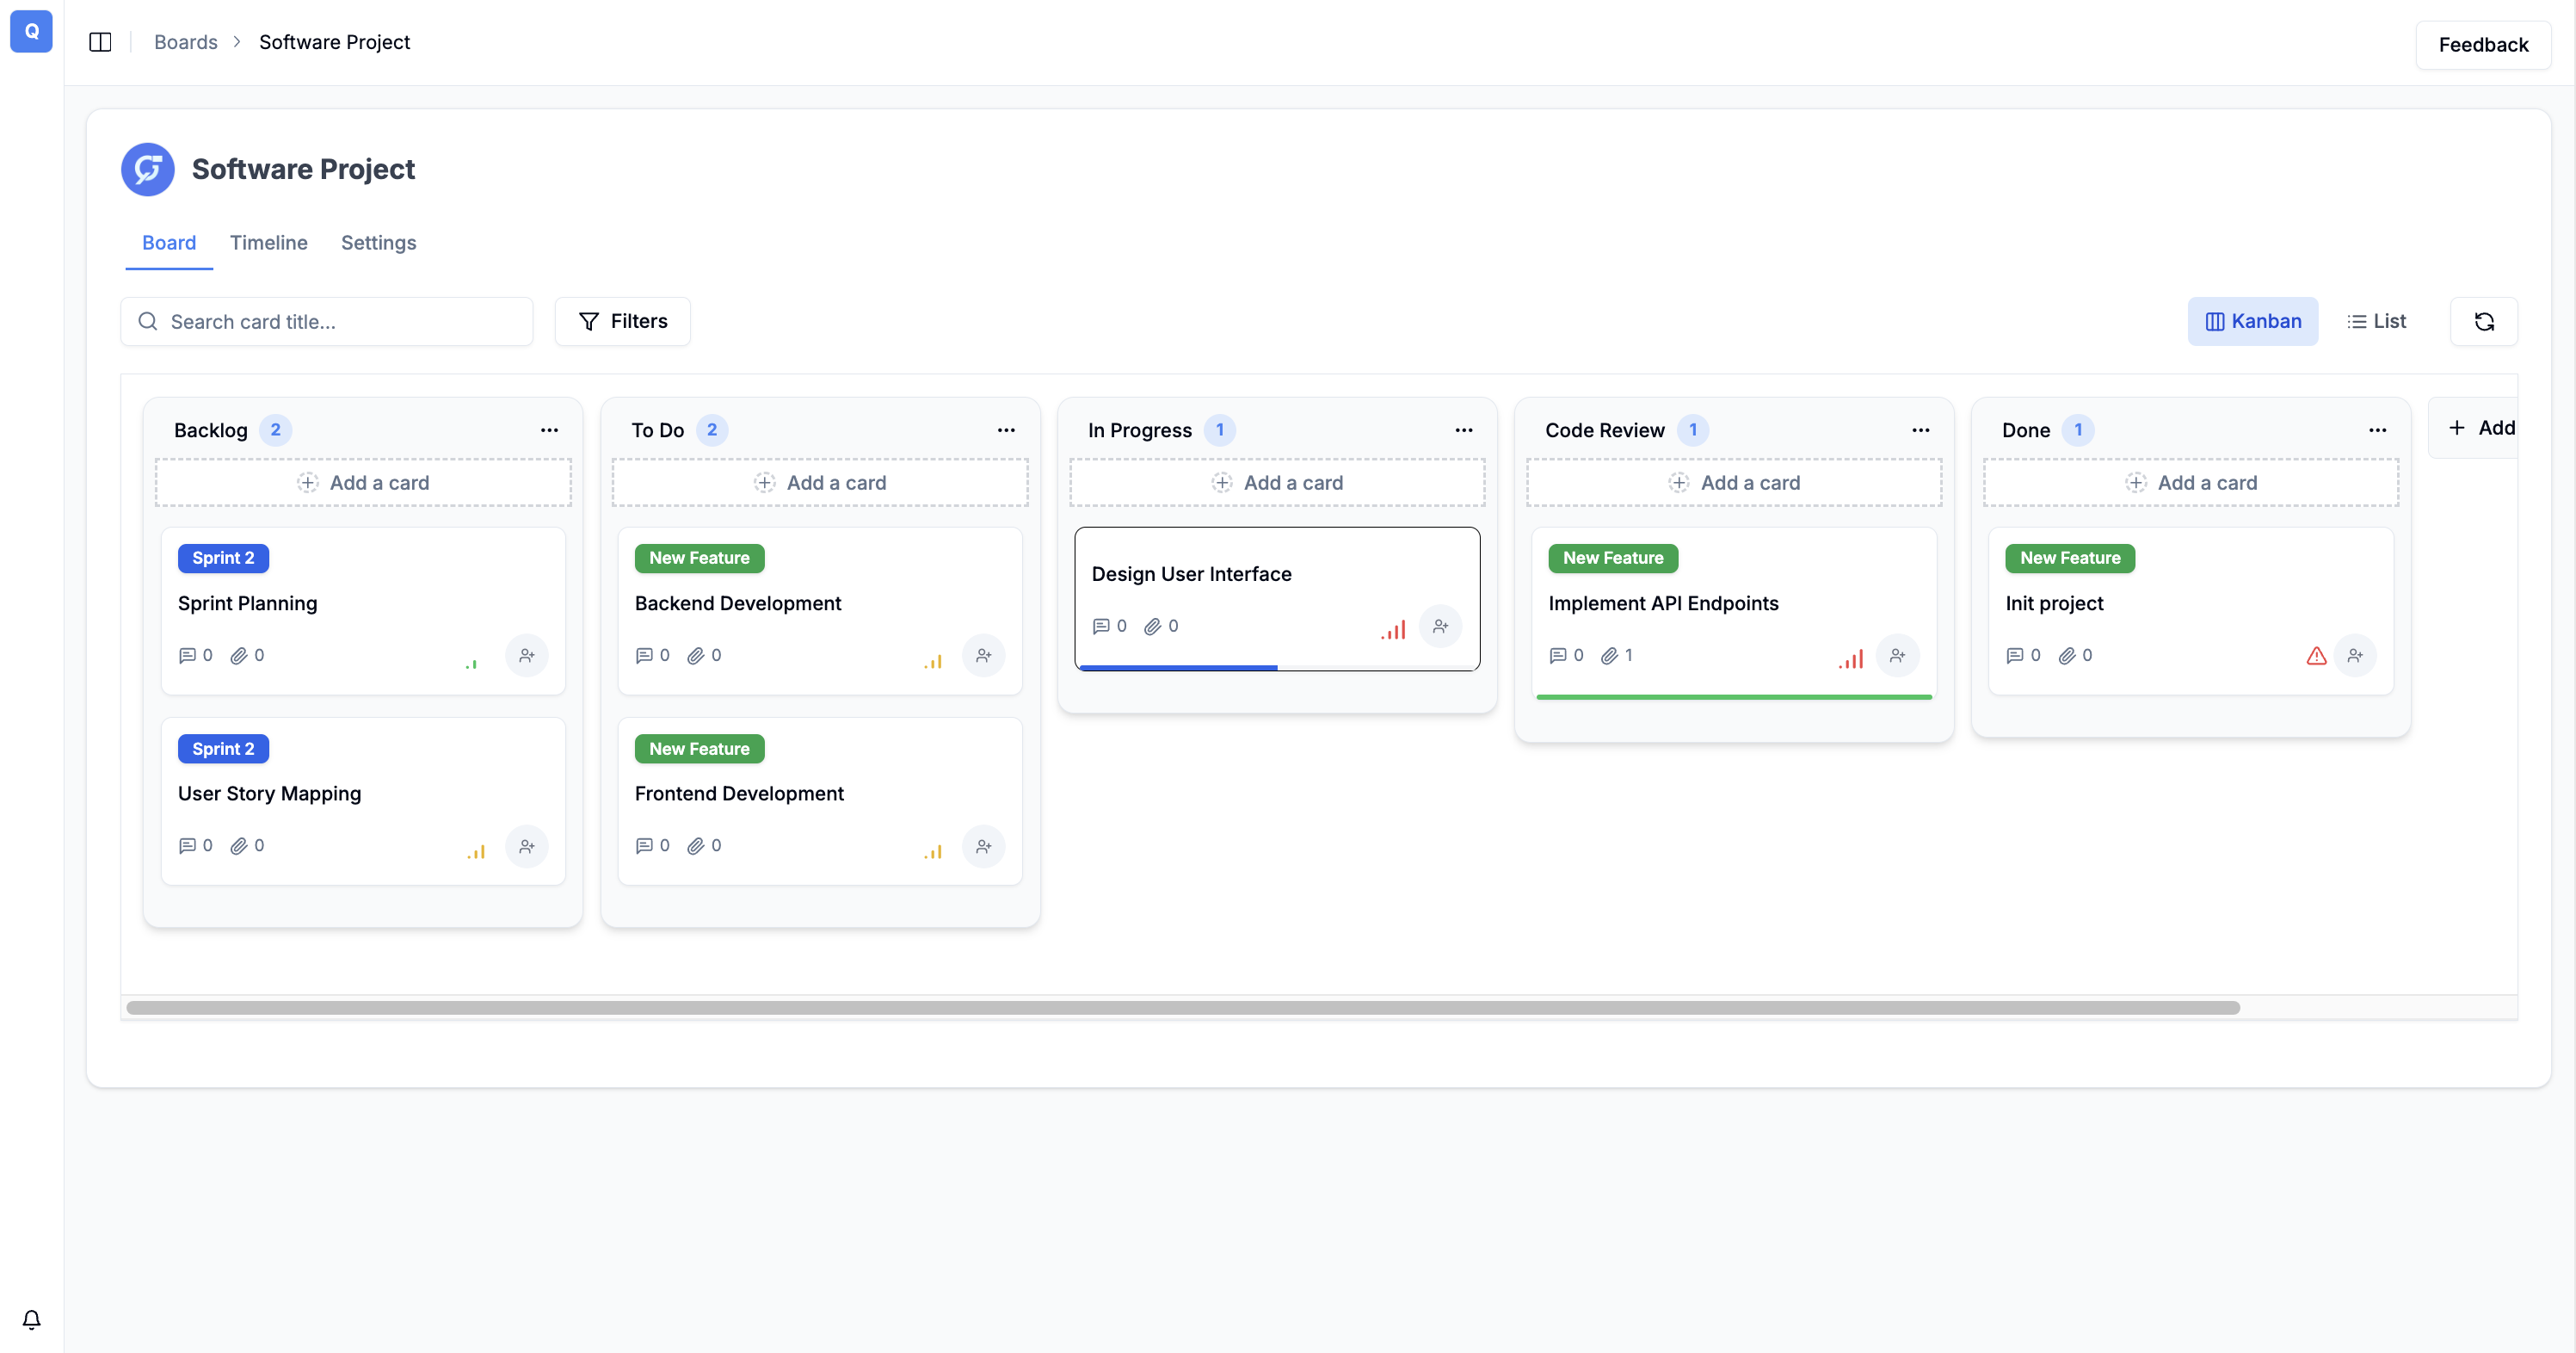 Q
Boards
Software Project
Feedback
Software Project
Board
Timeline
Settings
Search card title...
Filters
Kanban
List
Backlog 2
Add a card
Sprint 2
Sprint Planning
0 0
Sprint 2
User Story Mapping
0 0
To Do 2
Add a card
New Feature
Backend Development
0 0
New Feature
Frontend Development
0 0
In Progress 1
Add a card
Design User Interface
0 0
Code Review 1
Add a card
New Feature
Implement API Endpoints
0 1
Done 1
Add a card
New Feature
Init project
0 0
Add